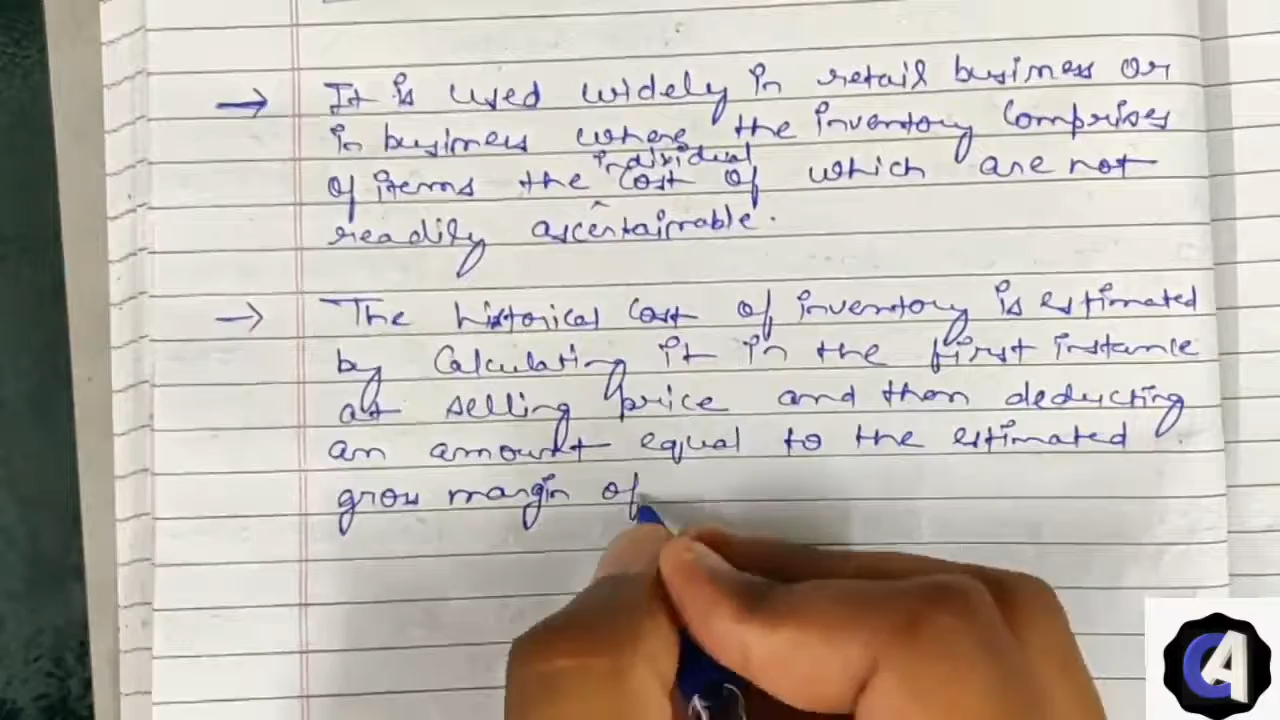 → It is used widely in retail business or
in business where the inventory comprises
of items the individual cost of which are not
readily ascertainable.
→ The historical cost of inventory is estimated
by calculating it in the first instance
at selling price and then deducting
an amount equal to the estimated
gross margin of
CA